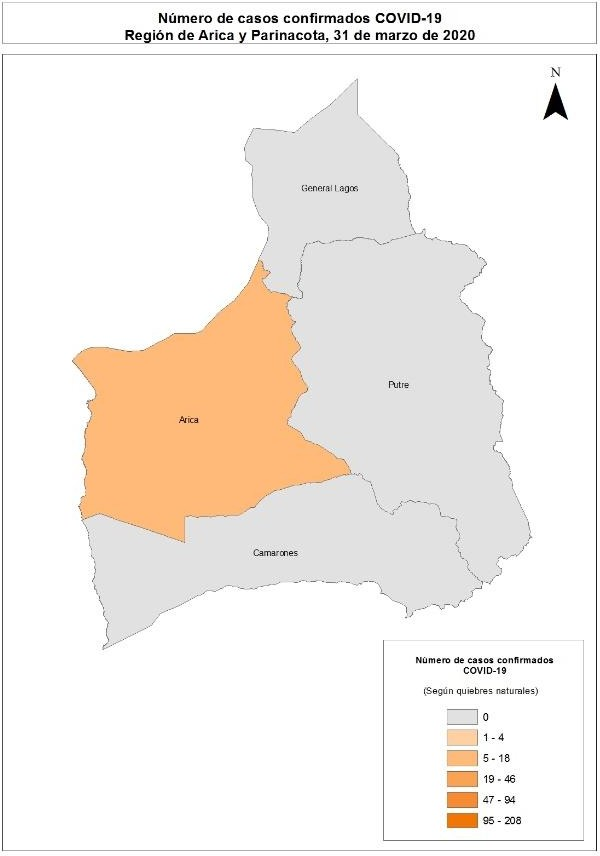 Número de casos confirmados COVID-19
Región de Arica y Parinacota, 31 de marzo de 2020
N
General Lagos
Putre
Arica
Camarones
Número de casos confirmados
COVID-19
(Según quiebres naturales)
0
1 - 4
5 - 18
19 - 46
47 - 94
95 - 208